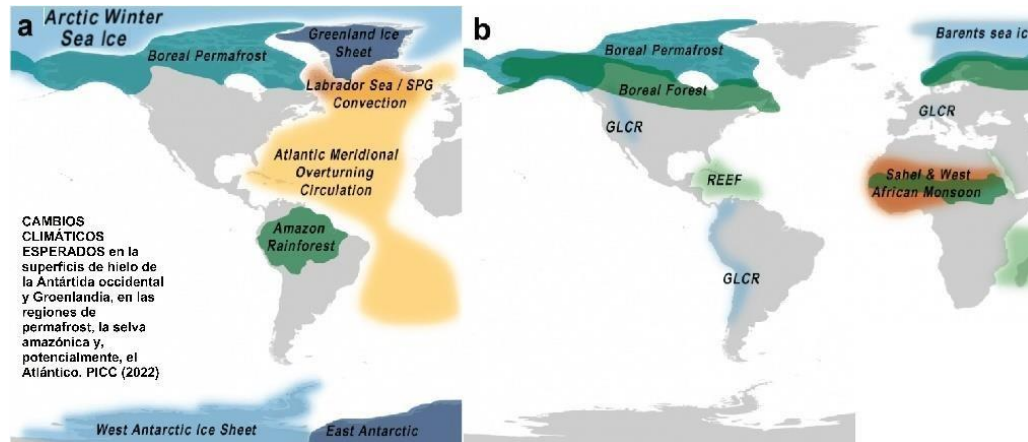 a
Arctic Winter
Sea Ice
Greenland Ice
Sheet
Boreal Permafrost
Labrador Sea / SPG
Convection
Atlantic Meridional
Overturning
Circulation
CAMBIOS
CLIMÁTICOS
ESPERADOS en la
superficis de hielo de
la Antártida occidental
y Groenlandia, en las
regiones de
permafrost, la selva
amazónica y,
potencialmente, el
Atlántico. PICC (2022)
Amazon
Rainforest
West Antarctic Ice Sheet
East Antarctic
b
Boreal Permafrost
Barents sea ic
Boreal Forest
GLCR
GLCR
REEF
Sahel & West
African Monsoon
GLCR